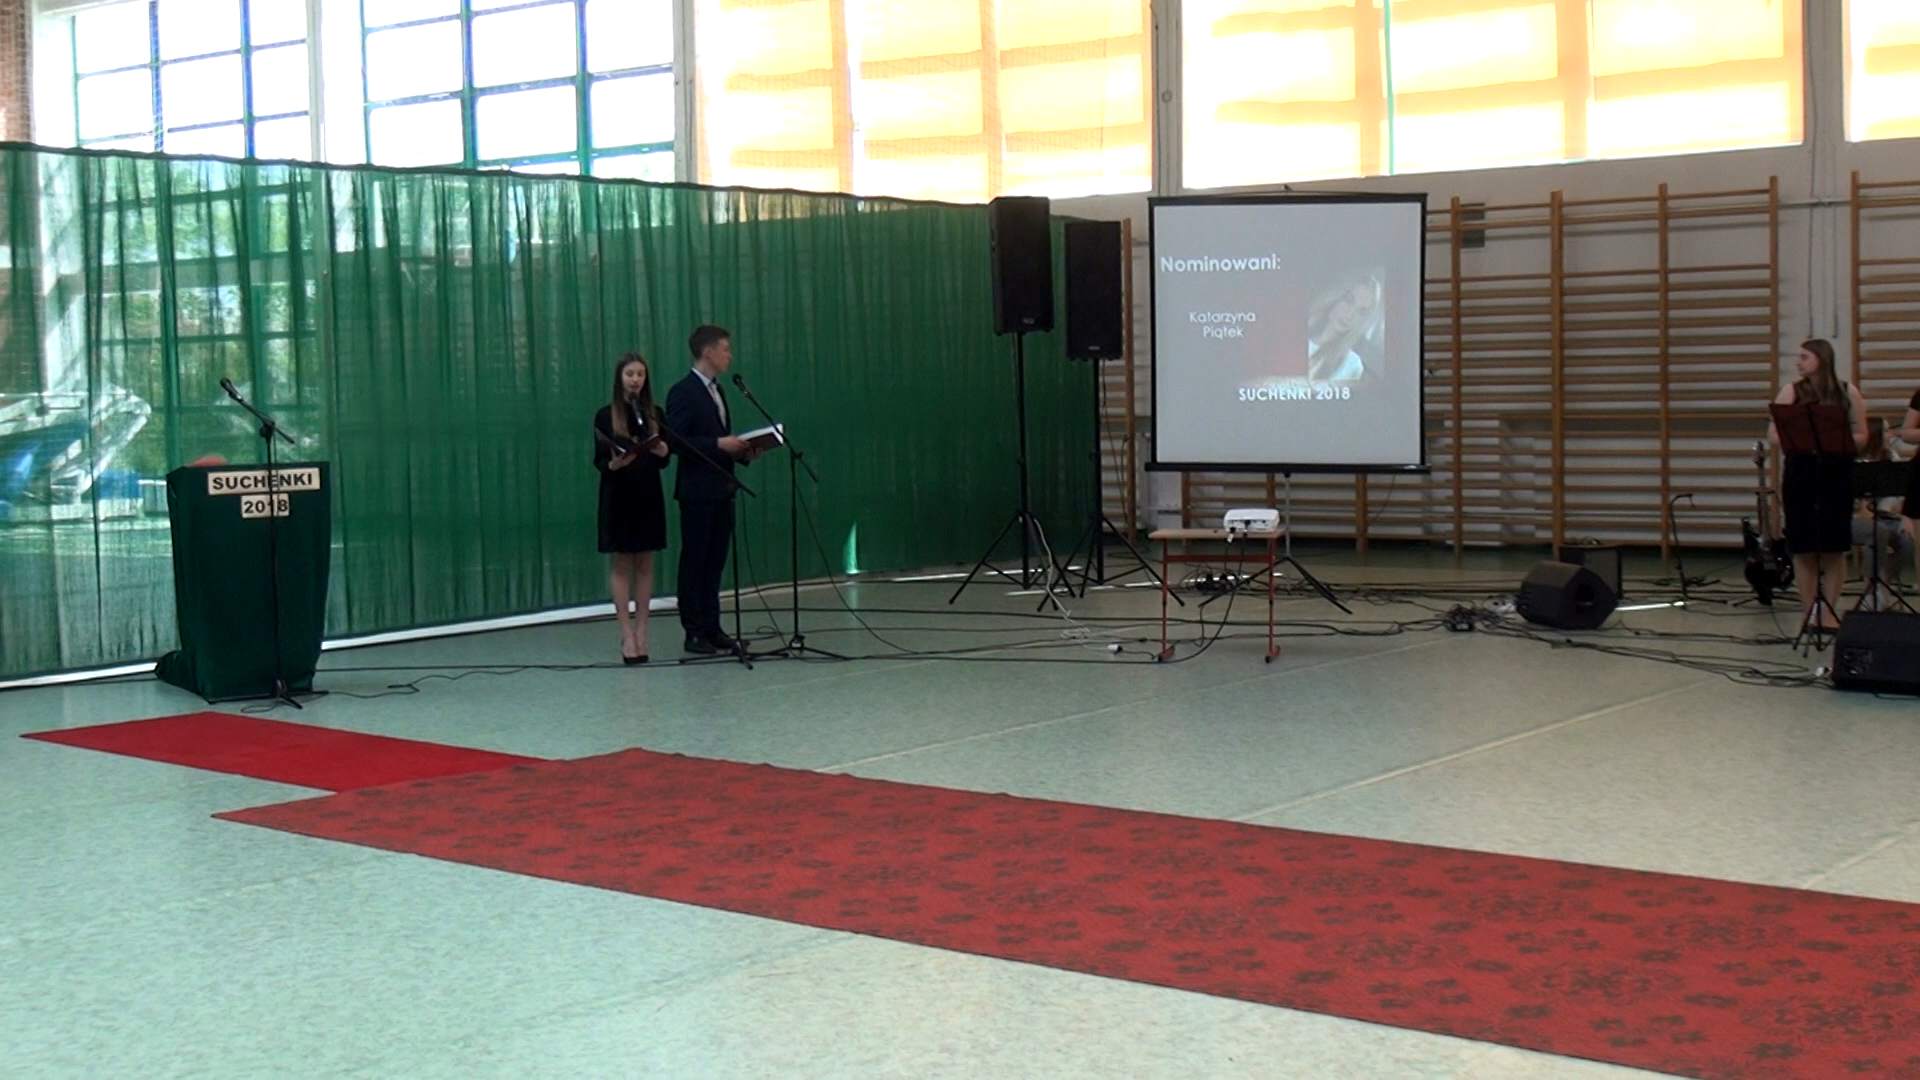 SUCHENKI
2018
Nominowani:
Katarzyna
Piątek
SUCHENKI 2018